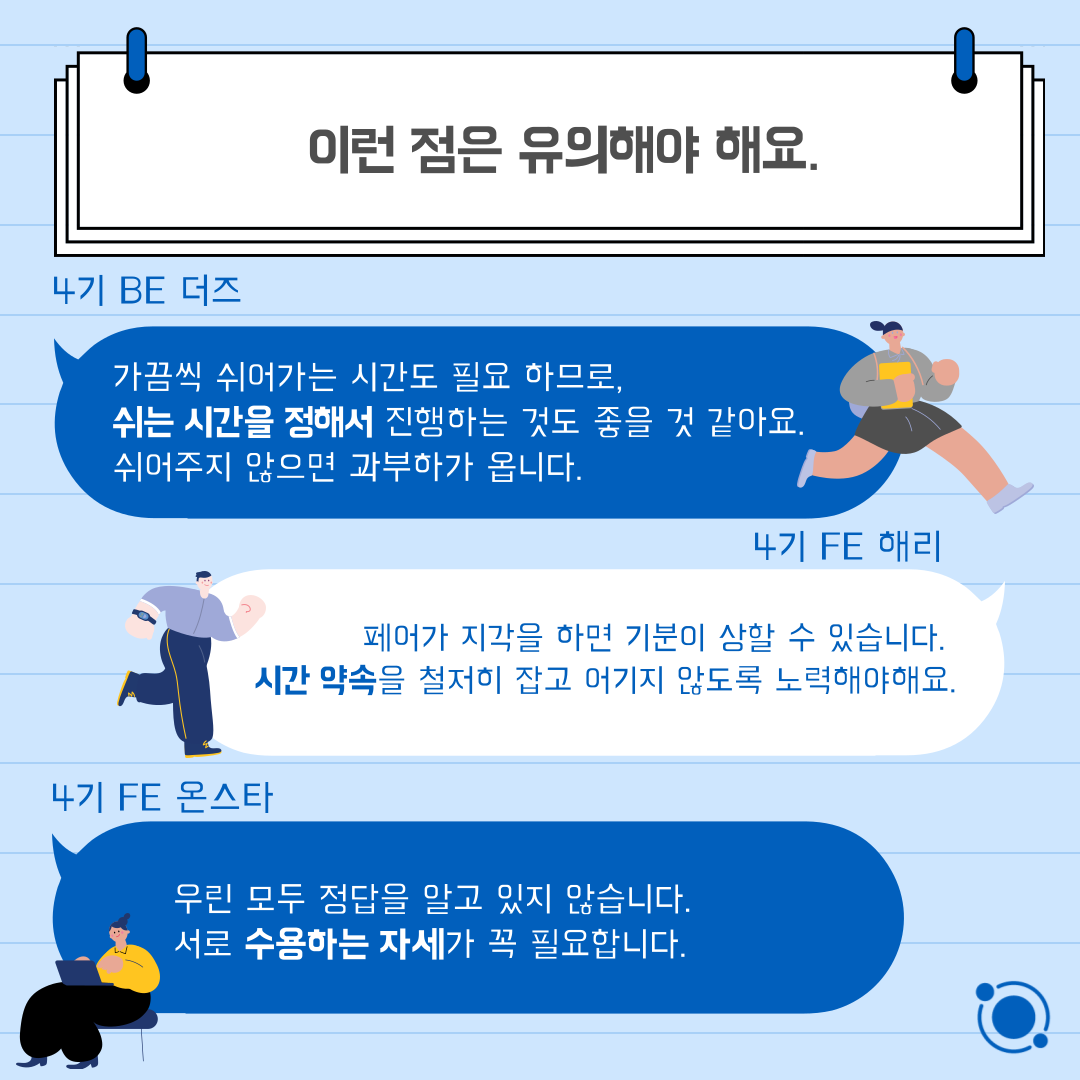 이런 점은 유의해야 해요.
4기 BE 더즈
가끔씩 쉬어가는 시간도 필요 하므로,
쉬는 시간을 정해서 진행하는 것도 좋을 것 같아요.
쉬어주지 않으면 과부하가 옵니다.
4기 FE 해리
페어가 지각을 하면 기분이 상할 수 있습니다.
시간 약속을 철저히 잡고 어기지 않도록 노력해야해요.
4기 FE 온스타
우린 모두 정답을 알고 있지 않습니다.
서로 수용하는 자세가 꼭 필요합니다.